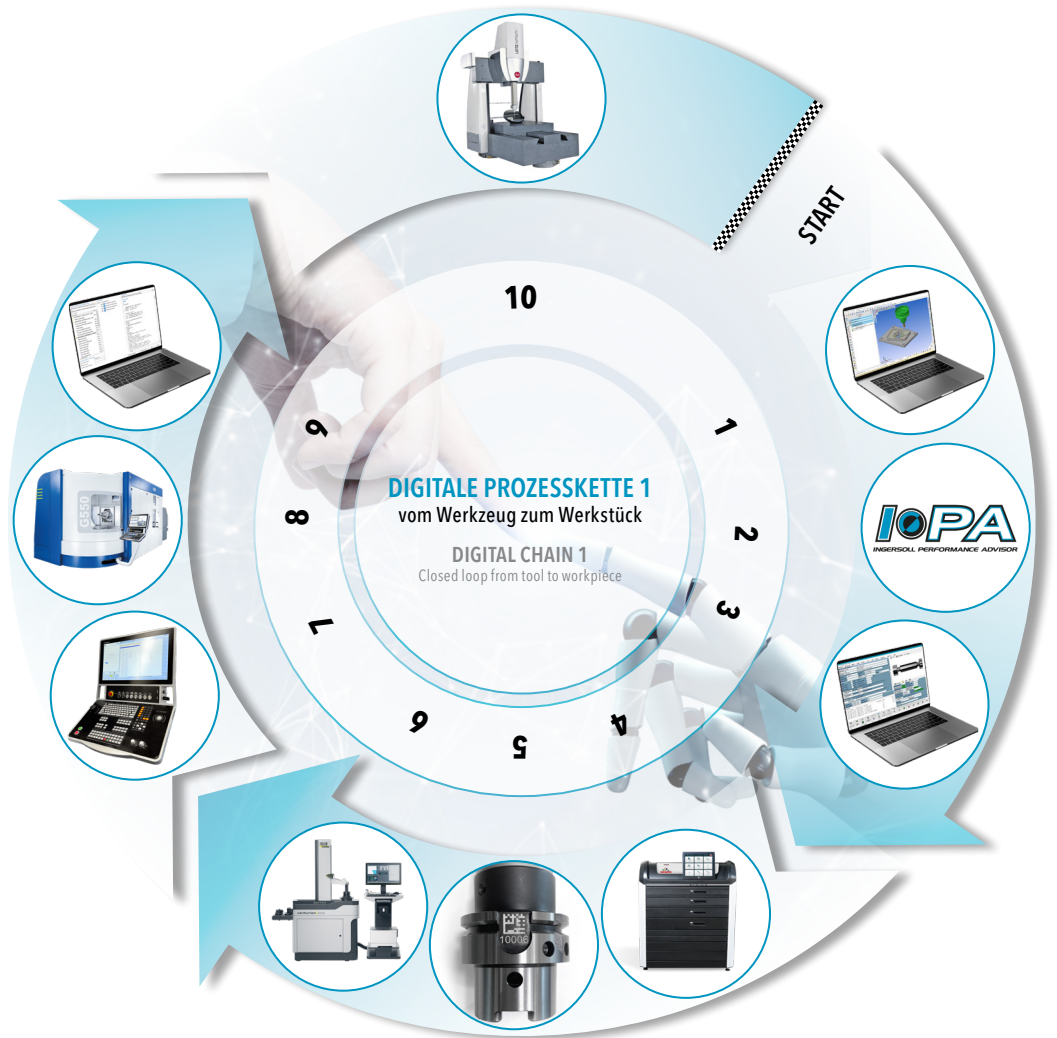 START
10
1
2
3
4
5
6
7
8
9
DIGITALE PROZESSKETTE 1
vom Werkzeug zum Werkstück
DIGITAL CHAIN 1
Closed loop from tool to workpiece
IoPA
INGERSOLL PERFORMANCE ADVISOR
G550
10006